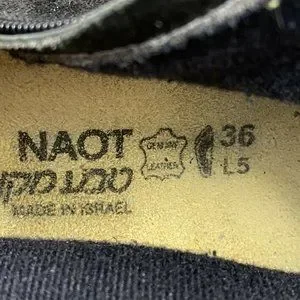 NAOT
GENUINE
LEATHER
36
L5
MADE IN ISRAEL